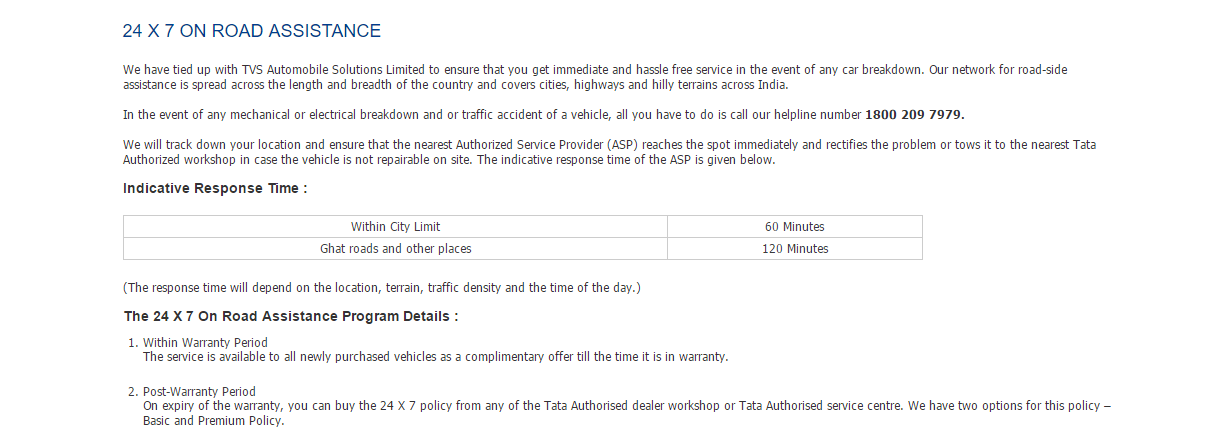 24 X 7 ON ROAD ASSISTANCE
We have tied up with TVS Automobile Solutions Limited to ensure that you get immediate and hassle free service in the event of any car breakdown. Our network for road-side
assistance is spread across the length and breadth of the country and covers cities, highways and hilly terrains across India.
In the event of any mechanical or electrical breakdown and or traffic accident of a vehicle, all you have to do is call our helpline number 1800 209 7979.
We will track down your location and ensure that the nearest Authorized Service Provider (ASP) reaches the spot immediately and rectifies the problem or tows it to the nearest Tata
Authorized workshop in case the vehicle is not repairable on site. The indicative response time of the ASP is given below.
Indicative Response Time :
Within City Limit 60 Minutes
Ghat roads and other places 120 Minutes
(The response time will depend on the location, terrain, traffic density and the time of the day.)
The 24 X 7 On Road Assistance Program Details :
1. Within Warranty Period
The service is available to all newly purchased vehicles as a complimentary offer till the time it is in warranty.
2. Post-Warranty Period
On expiry of the warranty, you can buy the 24 X 7 policy from any of the Tata Authorised dealer workshop or Tata Authorised service centre. We have two options for this policy –
Basic and Premium Policy.